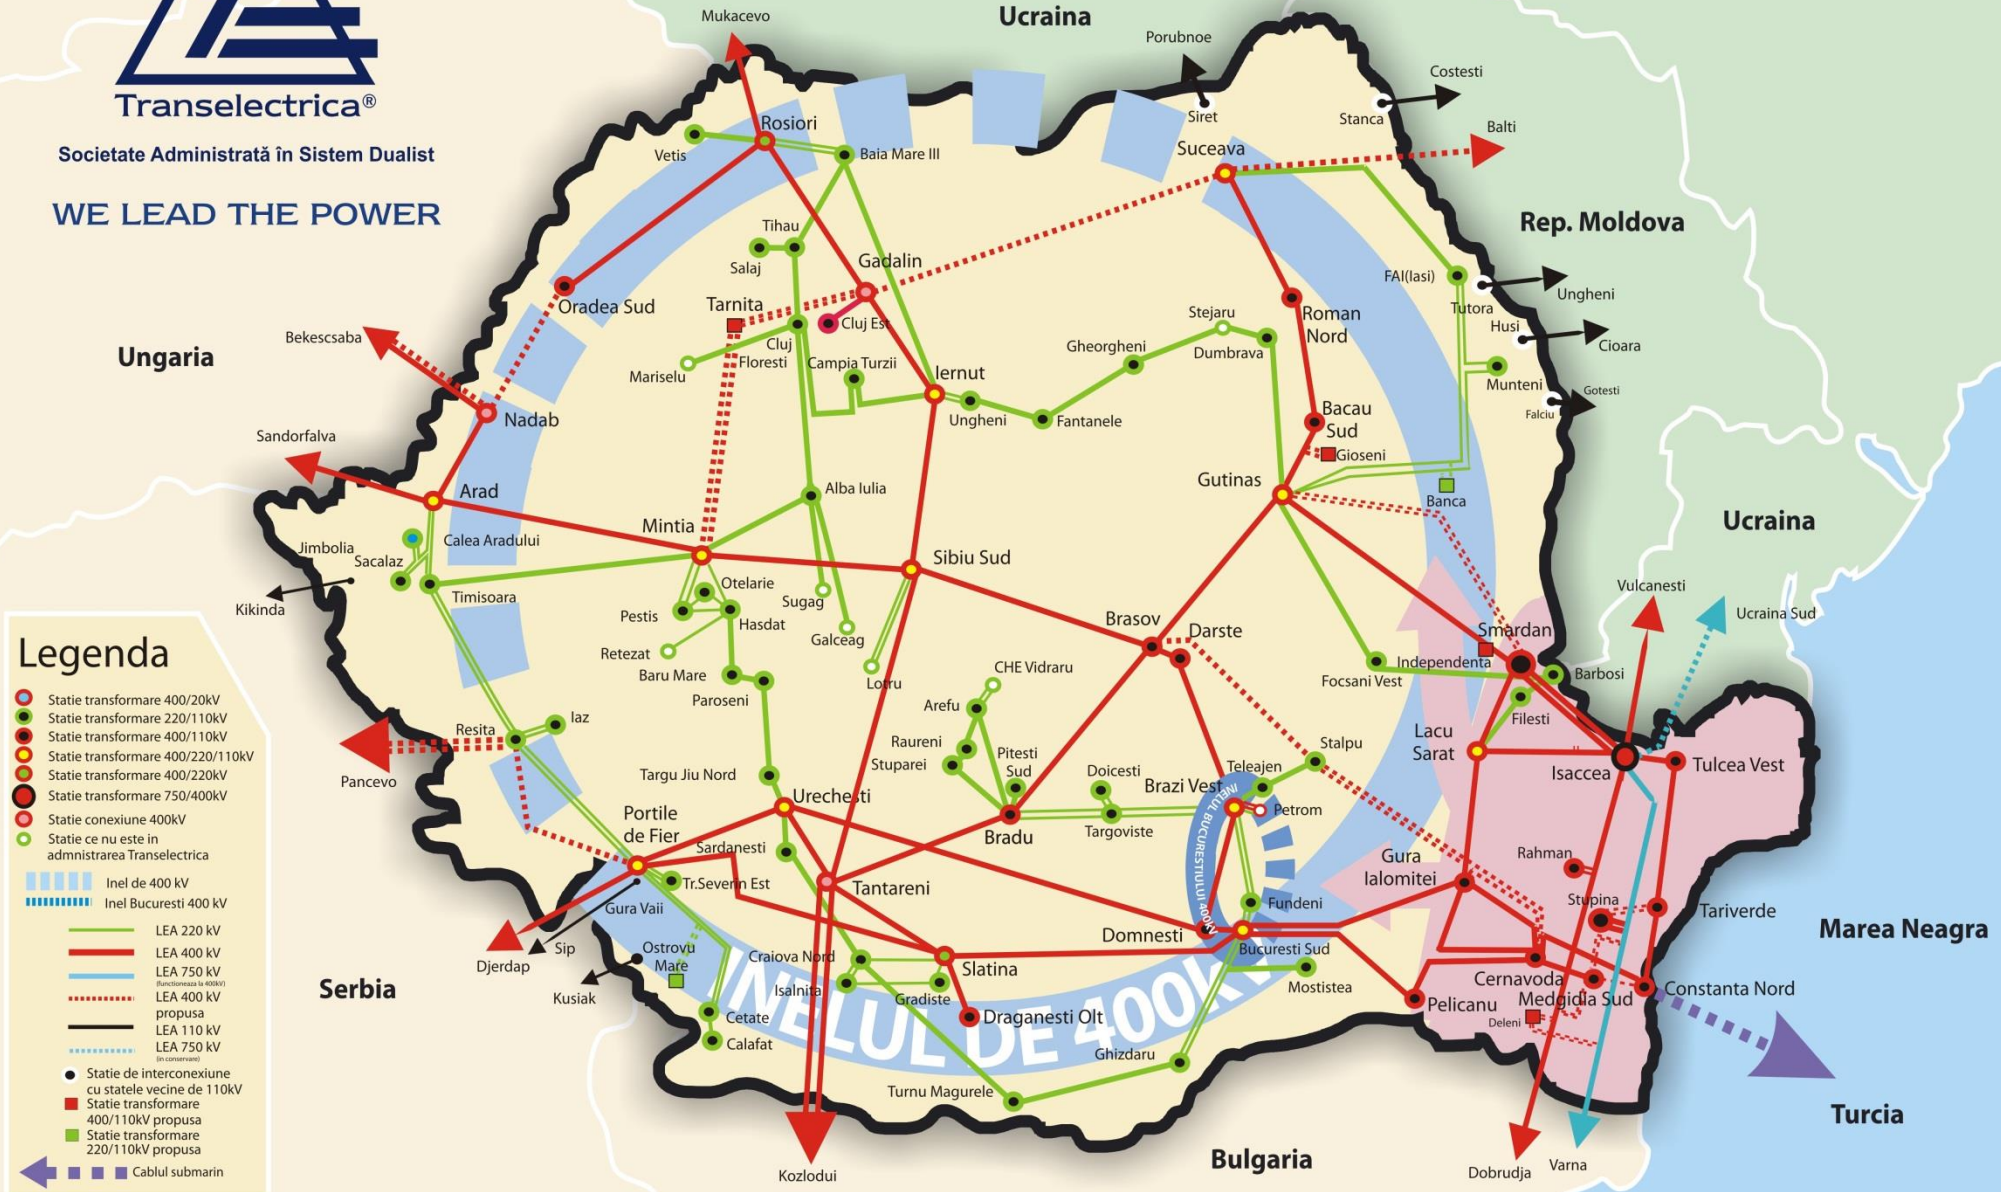 Transelectrica®
Societate Administrată în Sistem Dualist
WE LEAD THE POWER
Mukacevo
Ucraina
Porubnoe
Costesti
Siret
Stanca
Balti
Rosiori
Vetis
Baia Mare III
Suceava
Rep. Moldova
Tihau
Salaj
Gadalin
FAI(Iasi)
Ungheni
Tutora
Oradea Sud
Tarnita
Cluj Est
Stejaru
Roman
Nord
Husi
Cioara
Bekescsaba
Ungaria
Cluj
Floresti
Campia Turzii
Mariselu
Gheorgheni
Dumbrava
Iernut
Munteni
Gotesti
Falciu
Nadab
Ungheni
Fantanele
Bacau
Sud
Gioseni
Sandorfalva
Arad
Alba Iulia
Gutinas
Banca
Ucraina
Mintia
Calea Aradului
Jimbolia
Sacalaz
Sibiu Sud
Kikinda
Timisoara
Otelarie
Pestis
Hasdat
Sugag
Galceag
Vulcanesti
Ucraina Sud
Brasov
Darste
Smardan
Retezat
Baru Mare
Paroseni
Lotru
CHE Vidraru
Independenta
Focsani Vest
Barbosi
Filesti
Arefu
Resita
Iaz
Raureni
Stuparei
Pitesti
Sud
Stalpu
Lacu
Sarat
Isaccea
Tulcea Vest
Pancevo
Targu Jiu Nord
Doicesti
Teleajen
Brazi Vest
Petrom
Urechesti
Portile
de Fier
Bradu
Targoviste
INELUL BUCURESTIULUI 400kV
Sardanesti
Tr.Severin Est
Tantareni
Gura
Ialomitei
Rahman
Stupina
Gura Vaii
Fundeni
Tariverde
Marea Neagra
Sip
Djerdap
Ostrovu
Mare
Craiova Nord
Domnesti
Bucuresti Sud
Slatina
Isalnita
Gradiste
Mostistea
Cernavoda
Medgidia Sud
Constanta Nord
Serbia
Kusiak
INELUL DE 400kV
Cetate
Draganesti Olt
Pelicanu
Deleni
Calafat
Ghizdaru
Turnu Magurele
Turcia
Kozlodui
Bulgaria
Dobrudja
Varna
Legenda
Statie transformare 400/20kV
Statie transformare 220/110kV
Statie transformare 400/110kV
Statie transformare 400/220/110kV
Statie transformare 400/220kV
Statie transformare 750/400kV
Statie conexiune 400kV
Statie ce nu este in
admnistrarea Transelectrica
Inel de 400 kV
Inel Bucuresti 400 kV
LEA 220 kV
LEA 400 kV
LEA 750 kV
(functioneaza la 400kV)
LEA 400 kV
propusa
LEA 110 kV
LEA 750 kV
(in conservare)
Statie de interconexiune
cu statele vecine de 110kV
Statie transformare
400/110kV propusa
Statie transformare
220/110kV propusa
Cablul submarin